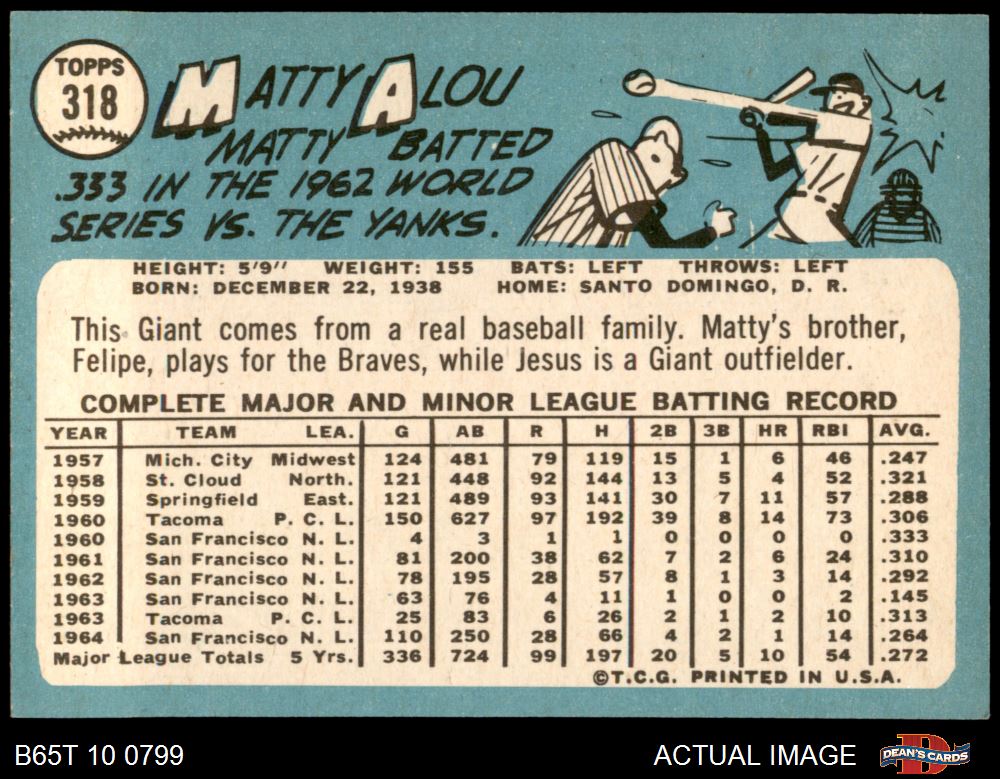 TOPPS
318
MATTY ALOU
MATTY BATTED
.333 IN THE 1962 WORLD
SERIES VS. THE YANKS.
HEIGHT: 5'9" WEIGHT: 155 BATS: LEFT THROWS: LEFT
BORN: DECEMBER 22, 1938 HOME: SANTO DOMINGO, D. R.
This Giant comes from a real baseball family. Matty's brother,
Felipe, plays for the Braves, while Jesus is a Giant outfielder.
COMPLETE MAJOR AND MINOR LEAGUE BATTING RECORD
YEAR TEAM LEA. G AB R H 2B 3B HR RBI AVG.
1957 Mich. City Midwest 124 481 79 119 15 1 6 46 .247
1958 St. Cloud North. 121 448 92 144 13 5 4 52 .321
1959 Springfield East. 121 489 93 141 30 7 11 57 .288
1960 Tacoma P. C. L. 150 627 97 192 39 8 14 73 .306
1960 San Francisco N. L. 4 3 1 1 0 0 0 0 .333
1961 San Francisco N. L. 81 200 38 62 7 2 6 24 .310
1962 San Francisco N. L. 78 195 28 57 8 1 3 14 .292
1963 San Francisco N. L. 63 76 4 11 1 0 0 2 .145
1963 Tacoma P. C. L. 25 83 6 26 2 1 2 10 .313
1964 San Francisco N. L. 110 250 28 66 4 2 1 14 .264
Major League Totals 5 Yrs. 336 724 99 197 20 5 10 54 .272
©T.C.G. PRINTED IN U.S.A.
B65T 10 0799 ACTUAL IMAGE DEAN'S CARDS